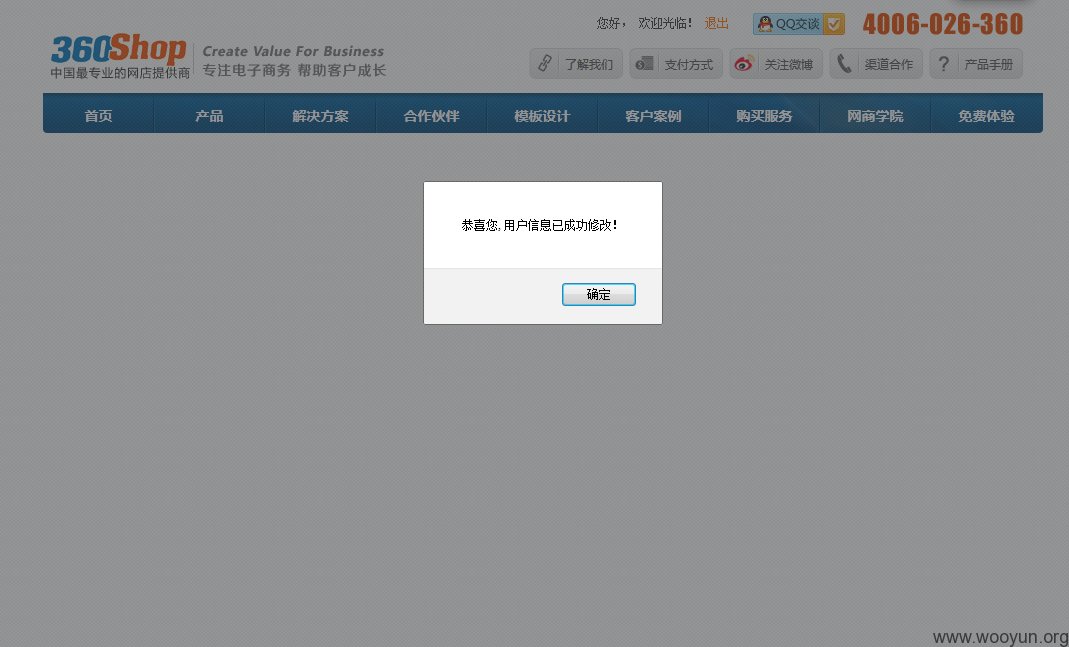 您好， 欢迎光临！ 退出
QQ交谈
4006-026-360
360Shop
中国最专业的网店提供商
Create Value For Business
专注电子商务 帮助客户成长
了解我们 支付方式 关注微博 渠道合作 ? 产品手册
首页 产品 解决方案 合作伙伴 模板设计 客户案例 购买服务 网商学院 免费体验
恭喜您,用户信息已成功修改!
确定
www.wooyun.org